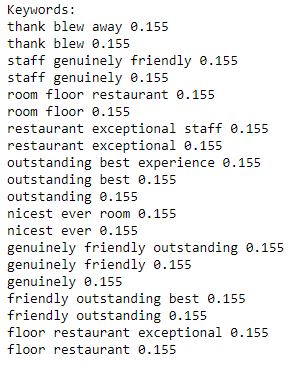 Keywords:
thank blew away 0.155
thank blew 0.155
staff genuinely friendly 0.155
staff genuinely 0.155
room floor restaurant 0.155
room floor 0.155
restaurant exceptional staff 0.155
restaurant exceptional 0.155
outstanding best experience 0.155
outstanding best 0.155
outstanding 0.155
nicest ever room 0.155
nicest ever 0.155
genuinely friendly outstanding 0.155
genuinely friendly 0.155
genuinely 0.155
friendly outstanding best 0.155
friendly outstanding 0.155
floor restaurant exceptional 0.155
floor restaurant 0.155